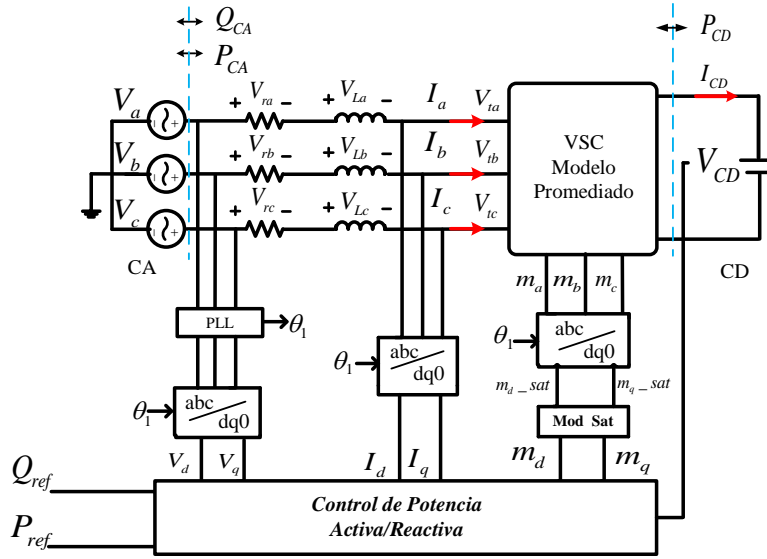 Q_CA
P_CA
P_CD
I_CD
V_a
V_b
V_c
CA
+ V_ra −
+ V_La −
I_a
V_ta
+ V_rb −
+ V_Lb −
I_b
V_tb
+ V_rc −
+ V_Lc −
I_c
V_tc
VSC
Modelo
Promediado
V_CD
CD
m_a
m_b
m_c
PLL
θ_1
θ_1
abc
dq0
θ_1
abc
dq0
θ_1
abc
dq0
m_d_sat
m_q_sat
Mod Sat
V_d
V_q
I_d
I_q
m_d
m_q
Q_ref
P_ref
Control de Potencia
Activa/Reactiva